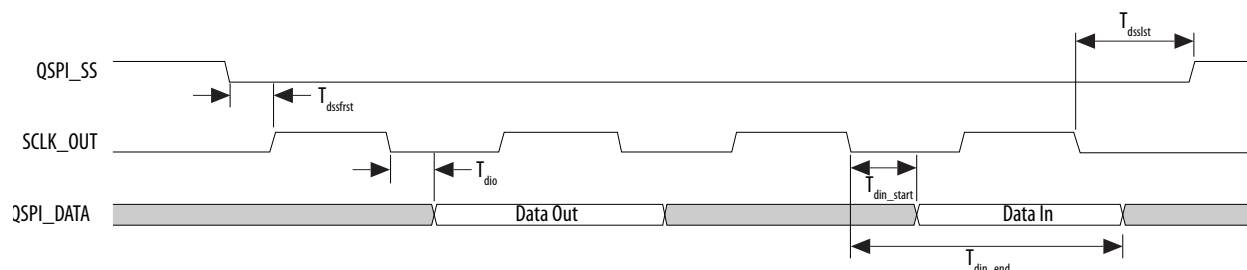 T_dsslst
QSPI_SS
T_dssfrst
SCLK_OUT
T_dio
T_din_start
QSPI_DATA
Data Out
Data In
T_din_end